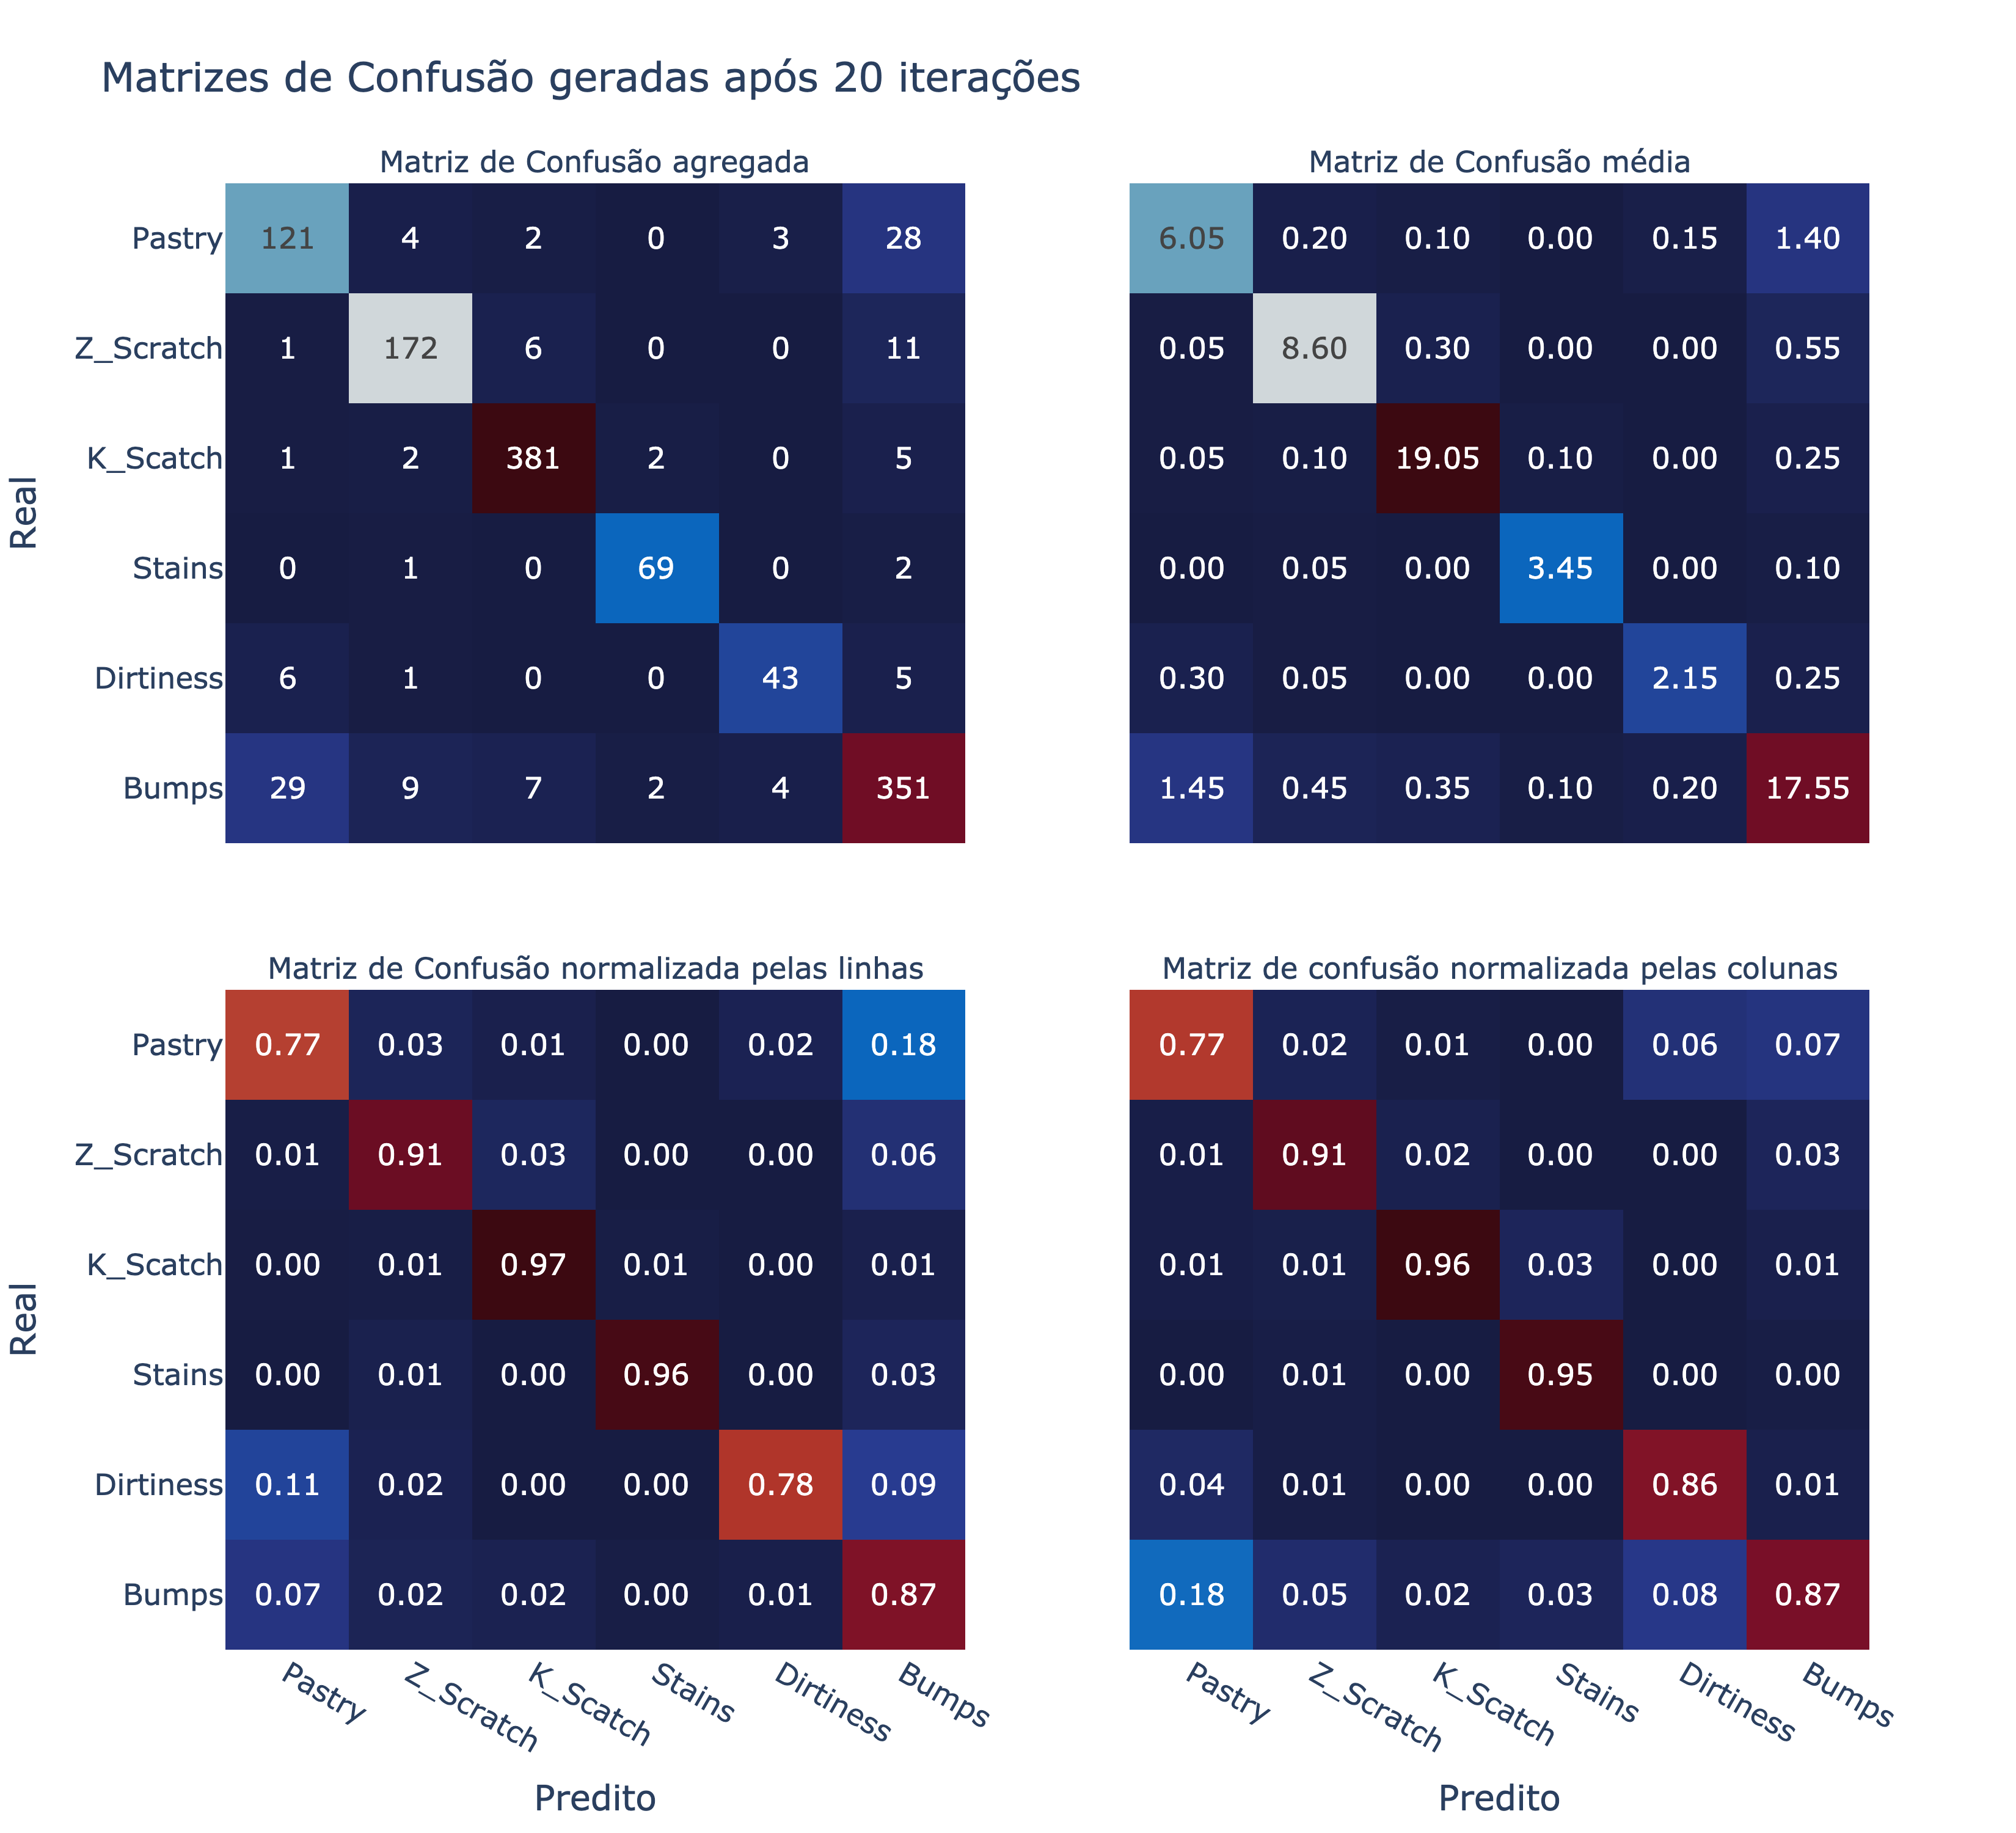 Matrizes de Confusão geradas após 20 iterações
Matriz de Confusão agregada
Real
Pastry 121 4 2 0 3 28
Z_Scratch 1 172 6 0 0 11
K_Scatch 1 2 381 2 0 5
Stains 0 1 0 69 0 2
Dirtiness 6 1 0 0 43 5
Bumps 29 9 7 2 4 351
Matriz de Confusão média
6.05 0.20 0.10 0.00 0.15 1.40
0.05 8.60 0.30 0.00 0.00 0.55
0.05 0.10 19.05 0.10 0.00 0.25
0.00 0.05 0.00 3.45 0.00 0.10
0.30 0.05 0.00 0.00 2.15 0.25
1.45 0.45 0.35 0.10 0.20 17.55
Matriz de Confusão normalizada pelas linhas
Real
Pastry 0.77 0.03 0.01 0.00 0.02 0.18
Z_Scratch 0.01 0.91 0.03 0.00 0.00 0.06
K_Scatch 0.00 0.01 0.97 0.01 0.00 0.01
Stains 0.00 0.01 0.00 0.96 0.00 0.03
Dirtiness 0.11 0.02 0.00 0.00 0.78 0.09
Bumps 0.07 0.02 0.02 0.00 0.01 0.87
Pastry Z_Scratch K_Scatch Stains Dirtiness Bumps
Predito
Matriz de confusão normalizada pelas colunas
0.77 0.02 0.01 0.00 0.06 0.07
0.01 0.91 0.02 0.00 0.00 0.03
0.01 0.01 0.96 0.03 0.00 0.01
0.00 0.01 0.00 0.95 0.00 0.00
0.04 0.01 0.00 0.00 0.86 0.01
0.18 0.05 0.02 0.03 0.08 0.87
Pastry Z_Scratch K_Scatch Stains Dirtiness Bumps
Predito